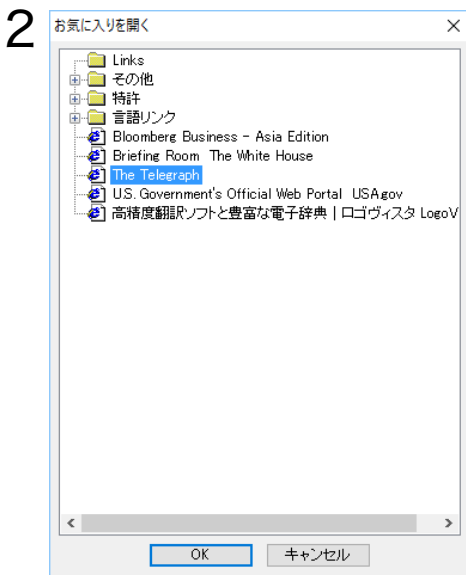 2
お気に入りを開く
Links
その他
特許
言語リンク
Bloomberg Business - Asia Edition
Briefing Room The White House
The Telegraph
U.S. Government's Official Web Portal USAgov
高精度翻訳ソフトと豊富な電子辞典 | ロゴヴィスタ LogoV
OK キャンセル